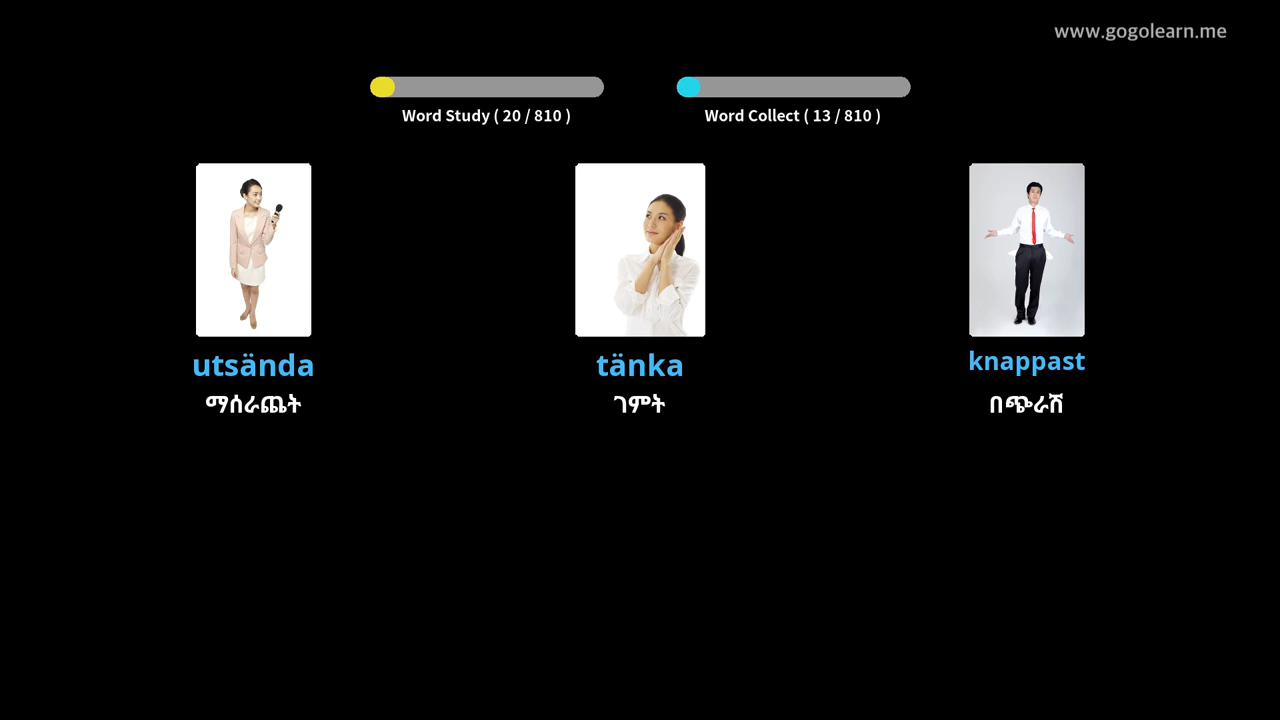 www.gogolearn.me
Word Study ( 20 / 810 )
Word Collect ( 13 / 810 )
utsända
tänka
knappast
ማሰራጨት
ገምት
በጭራሽ